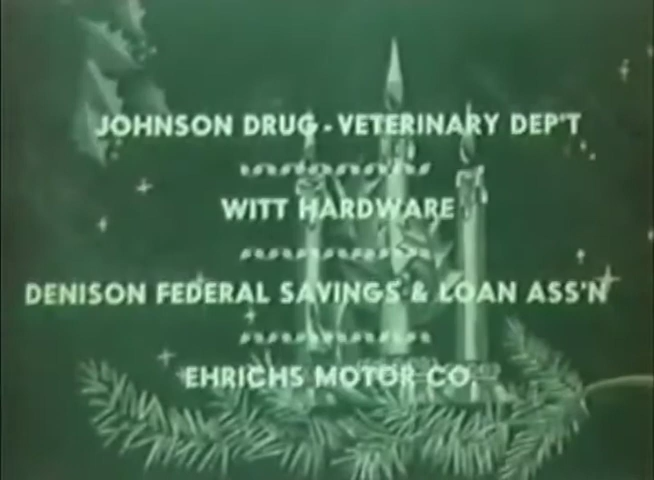 JOHNSON DRUG - VETERINARY DEP'T
WITT HARDWARE
DENISON FEDERAL SAVINGS & LOAN ASS'N
EHRICHS MOTOR CO.